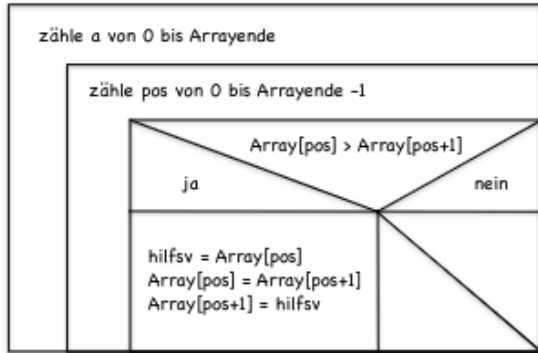 zähle a von 0 bis Arrayende
zähle pos von 0 bis Arrayende -1
Array[pos] > Array[pos+1]
ja
nein
hilfsv = Array[pos]
Array[pos] = Array[pos+1]
Array[pos+1] = hilfsv